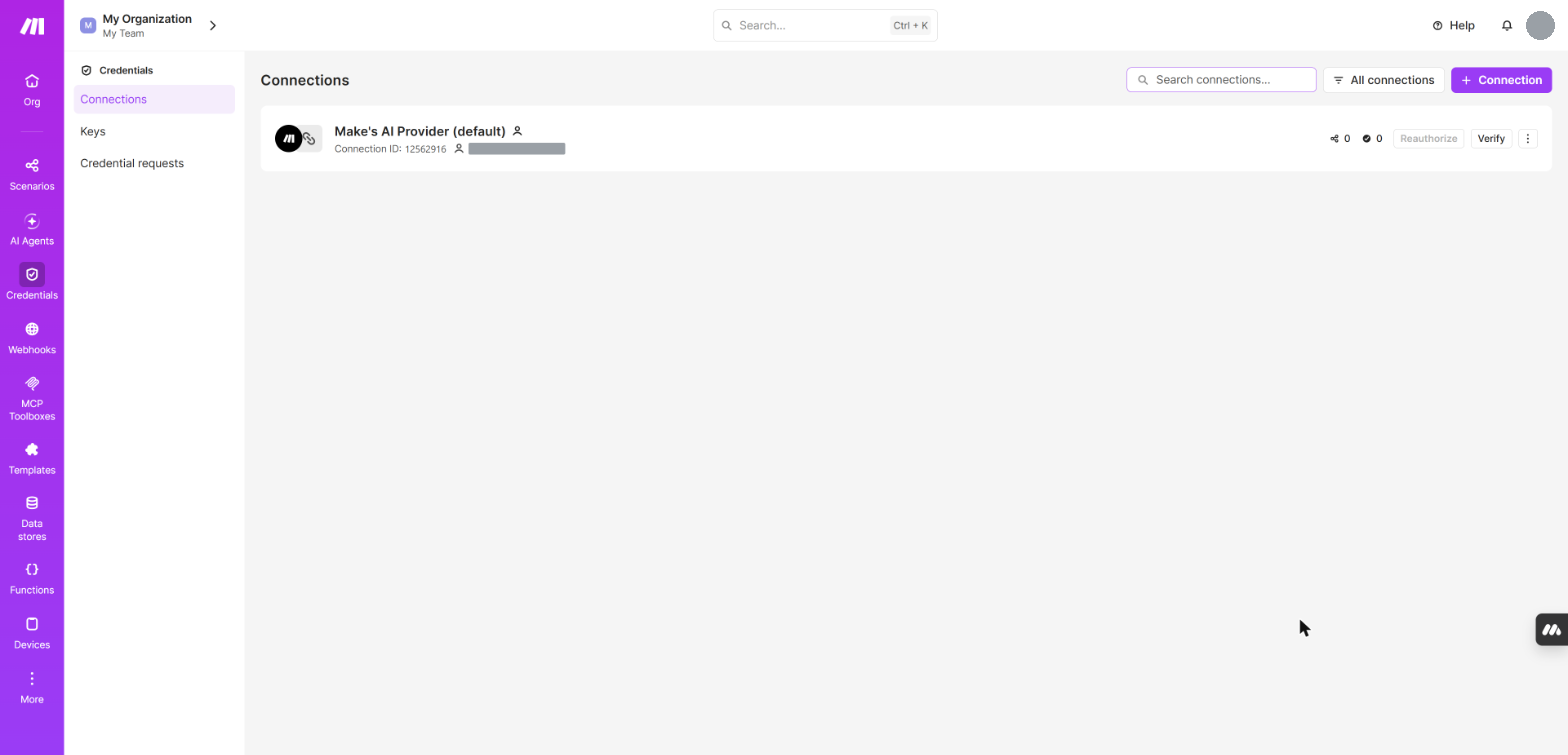 M
My Organization
My Team
Search...
Ctrl + K
Help
Org
Scenarios
AI Agents
Credentials
Webhooks
MCP
Toolboxes
Templates
Data
stores
Functions
Devices
More
Credentials
Connections
Keys
Credential requests
Connections
Search connections...
All connections
Connection
Make's AI Provider (default)
Connection ID: 12562916
0
0
Reauthorize
Verify